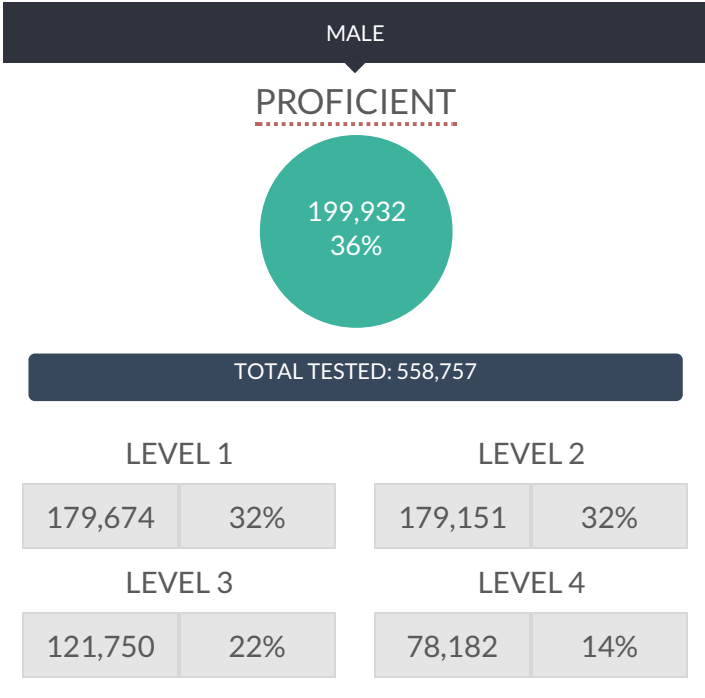 MALE
PROFICIENT
199,932
36%
TOTAL TESTED: 558,757
LEVEL 1
179,674 32%
LEVEL 2
179,151 32%
LEVEL 3
121,750 22%
LEVEL 4
78,182 14%